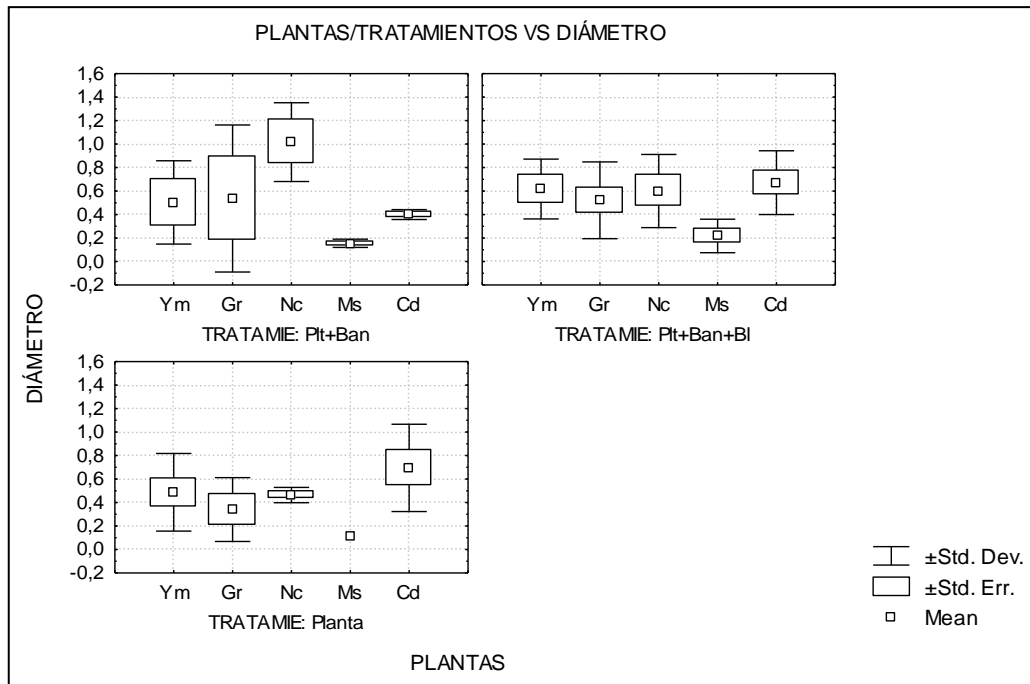 PLANTAS/TRATAMIENTOS VS DIÁMETRO
DIÁMETRO
1,6
1,4
1,2
1,0
0,8
0,6
0,4
0,2
0,0
-0,2
Ym Gr Nc Ms Cd
TRATAMIE: Plt+Ban
Ym Gr Nc Ms Cd
TRATAMIE: Plt+Ban+Bl
1,6
1,4
1,2
1,0
0,8
0,6
0,4
0,2
0,0
-0,2
Ym Gr Nc Ms Cd
TRATAMIE: Planta
±Std. Dev.
±Std. Err.
Mean
PLANTAS